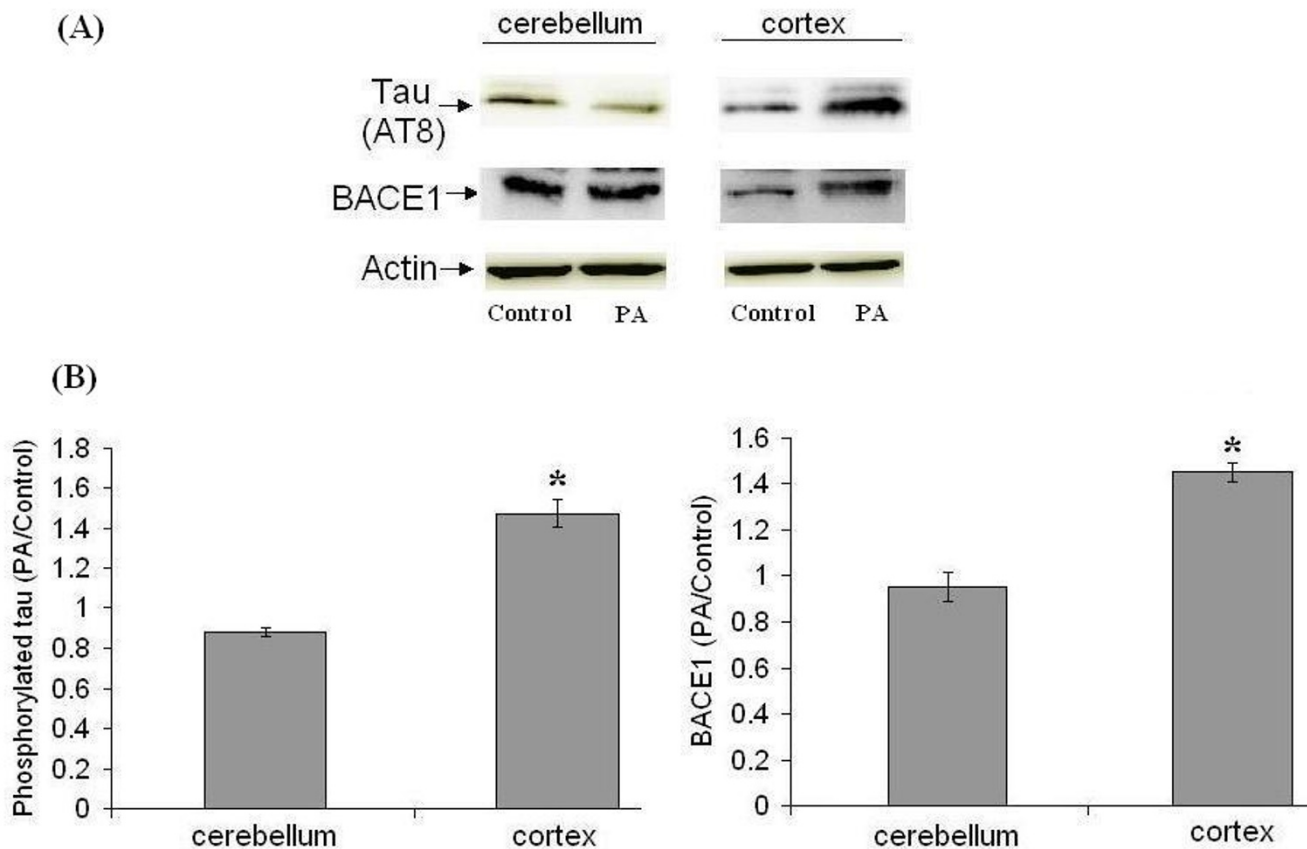 (A)
cerebellum cortex
Tau
(AT8)
BACE1
Actin
Control PA Control PA
(B)
Phosphorylated tau (PA/Control)
1.8
1.6
1.4
1.2
1
0.8
0.6
0.4
0.2
0
*
cerebellum cortex
BACE1 (PA/Control)
1.6
1.4
1.2
1
0.8
0.6
0.4
0.2
0
*
cerebellum cortex